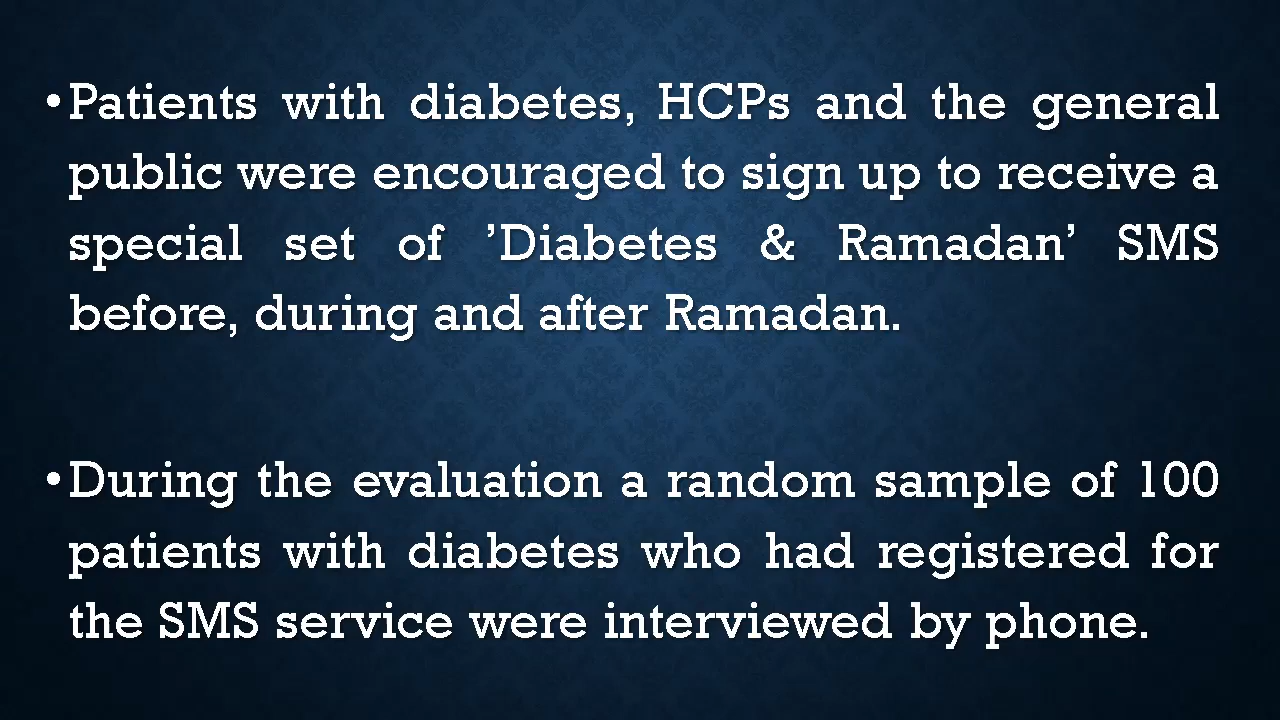 •Patients with diabetes, HCPs and the general
public were encouraged to sign up to receive a
special set of ’Diabetes & Ramadan’ SMS
before, during and after Ramadan.
•During the evaluation a random sample of 100
patients with diabetes who had registered for
the SMS service were interviewed by phone.